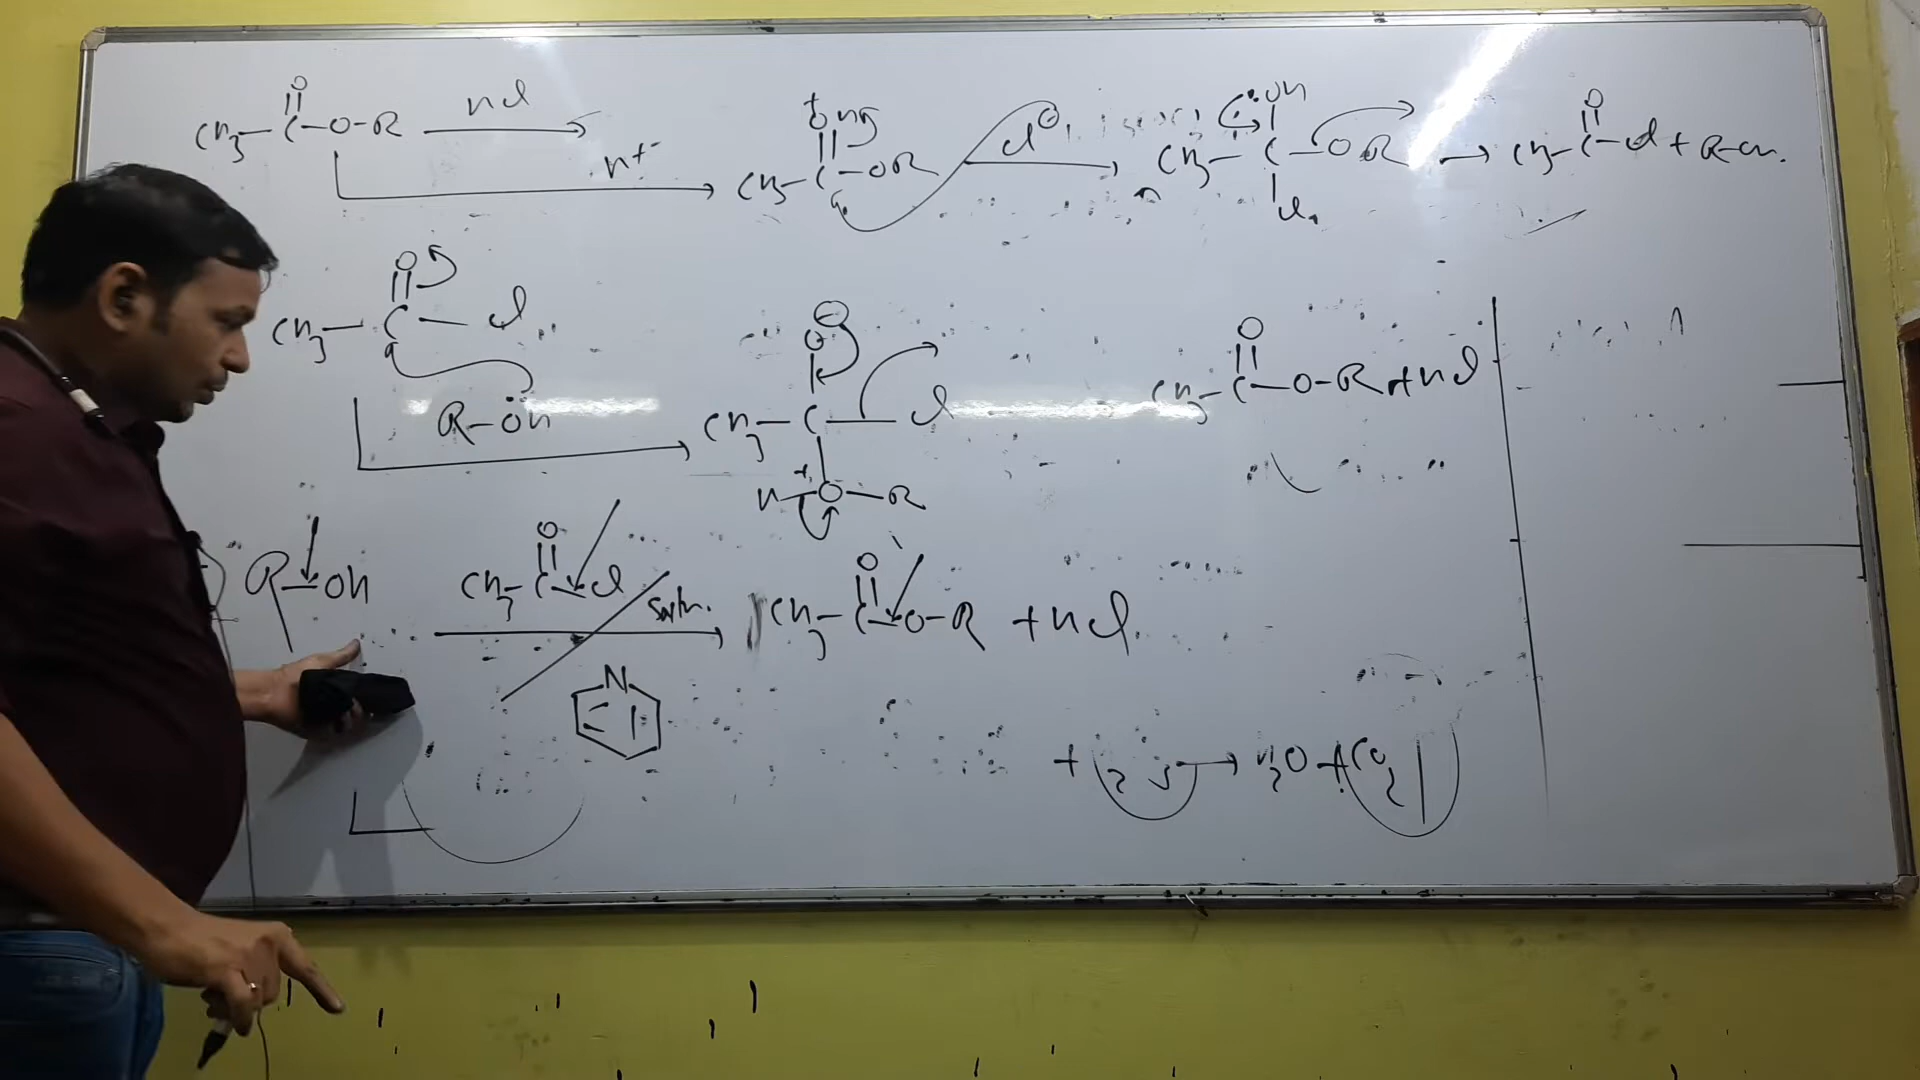 O O +OH O OH O
CH3-C-O-R HCl → H+ → CH3-C-OR Cl⊖ → CH3-C-OR → CH3-C-Cl + R-OH.
Cl
O O⊖ O
CH3-C-Cl R-ÖH → CH3-C-Cl CH3-C-O-R + HCl
H-O+-R
O O
R-OH CH3-C-Cl → CH3-C-O-R + HCl
N
+ → H2O + CO2